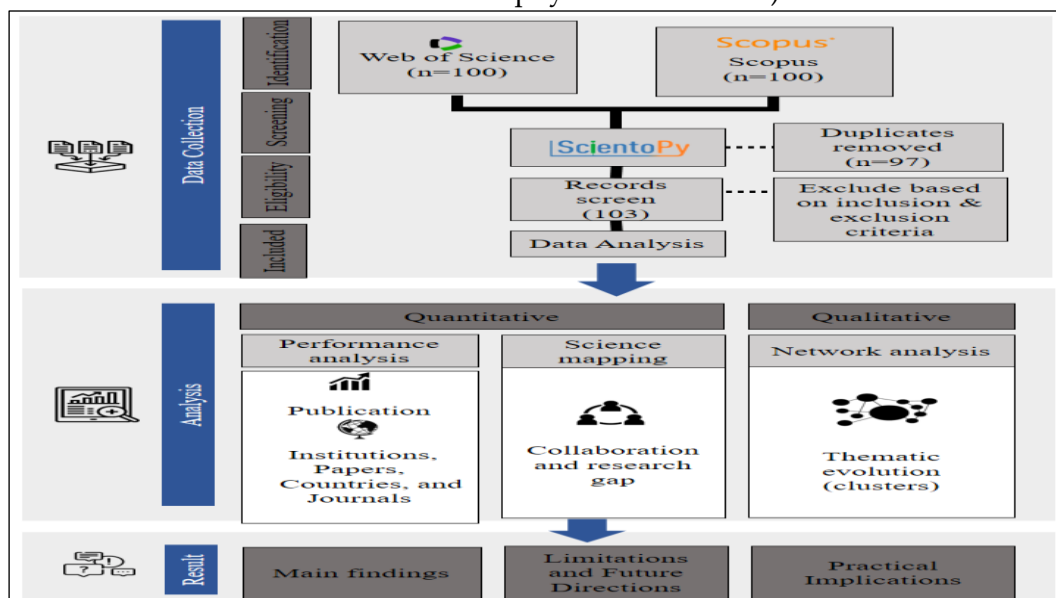 Data Collection
Identification
Screening
Eligibility
Included
Web of Science
(n=100)
Scopus
Scopus
(n=100)
ScientoPy
Duplicates
removed
(n=97)
Records
screen
(103)
Exclude based
on inclusion &
exclusion
criteria
Data Analysis
Analysis
Quantitative
Qualitative
Performance
analysis
Science
mapping
Network analysis
Publication
Institutions,
Papers,
Countries, and
Journals
Collaboration
and research
gap
Thematic
evolution
(clusters)
Result
Main findings
Limitations
and Future
Directions
Practical
Implications